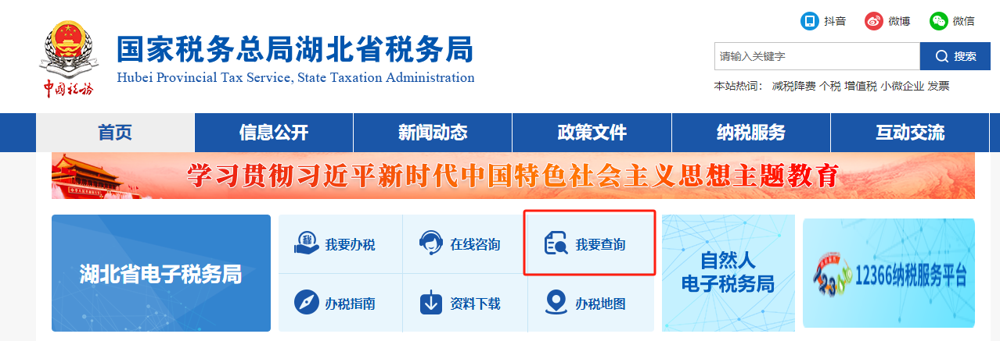 抖音 微博 微信
中国税务
国家税务总局湖北省税务局
Hubei Provincial Tax Service, State Taxation Administration
请输入关键字 搜索
本站热词： 减税降费 个税 增值税 小微企业 发票
首页 信息公开 新闻动态 政策文件 纳税服务 互动交流
学习贯彻习近平新时代中国特色社会主义思想主题教育
湖北省电子税务局
税
我要办税 在线咨询 我要查询
办税指南 资料下载 办税地图
自然人
电子税务局
12366纳税服务平台